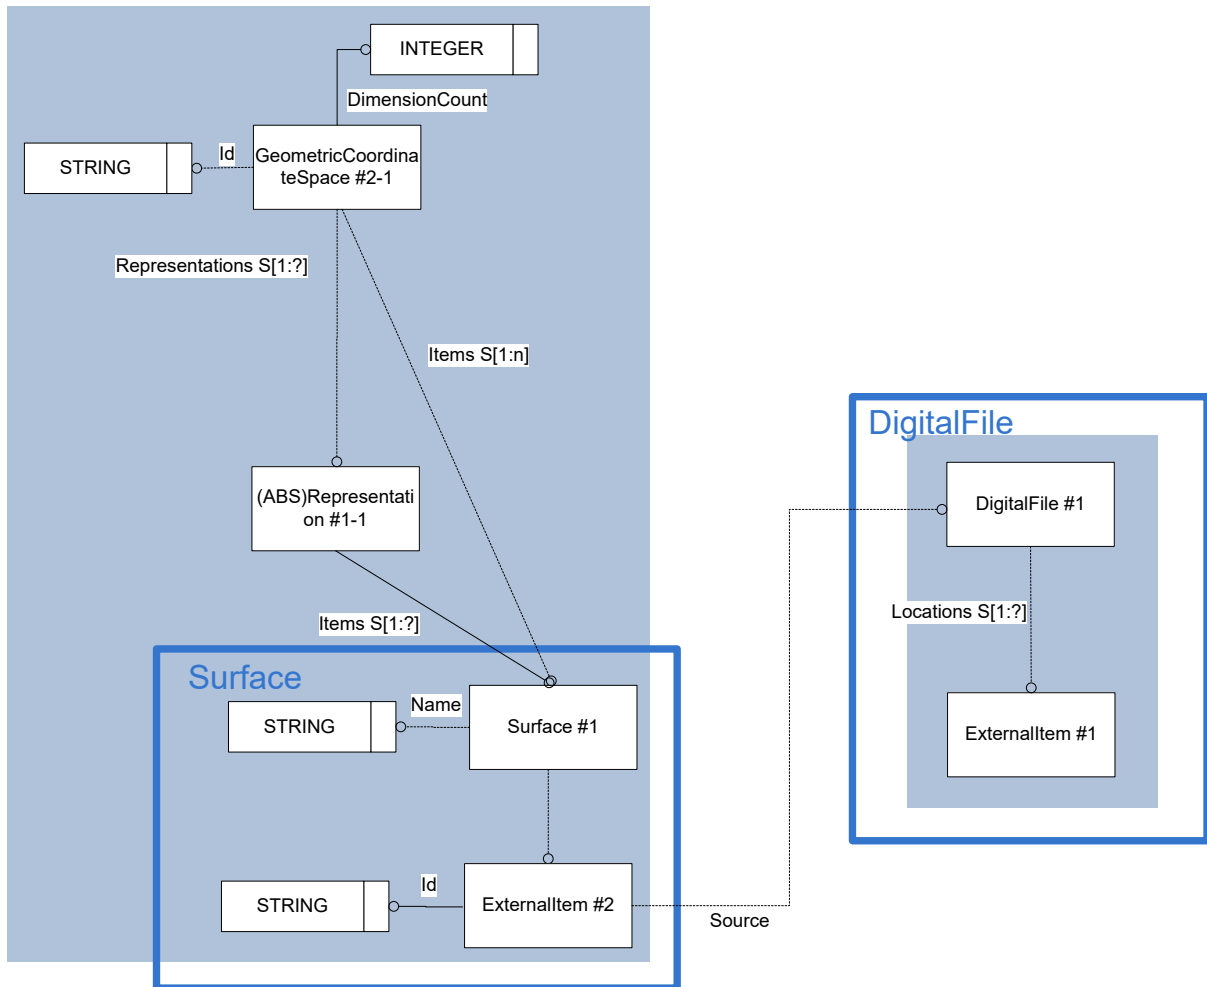 INTEGER
DimensionCount
STRING
Id
GeometricCoordina
teSpace #2-1
Representations S[1:?]
Items S[1:n]
(ABS)Representati
on #1-1
Items S[1:?]
Surface
STRING
Name
Surface #1
STRING
Id
ExternalItem #2
Source
DigitalFile
DigitalFile #1
Locations S[1:?]
ExternalItem #1